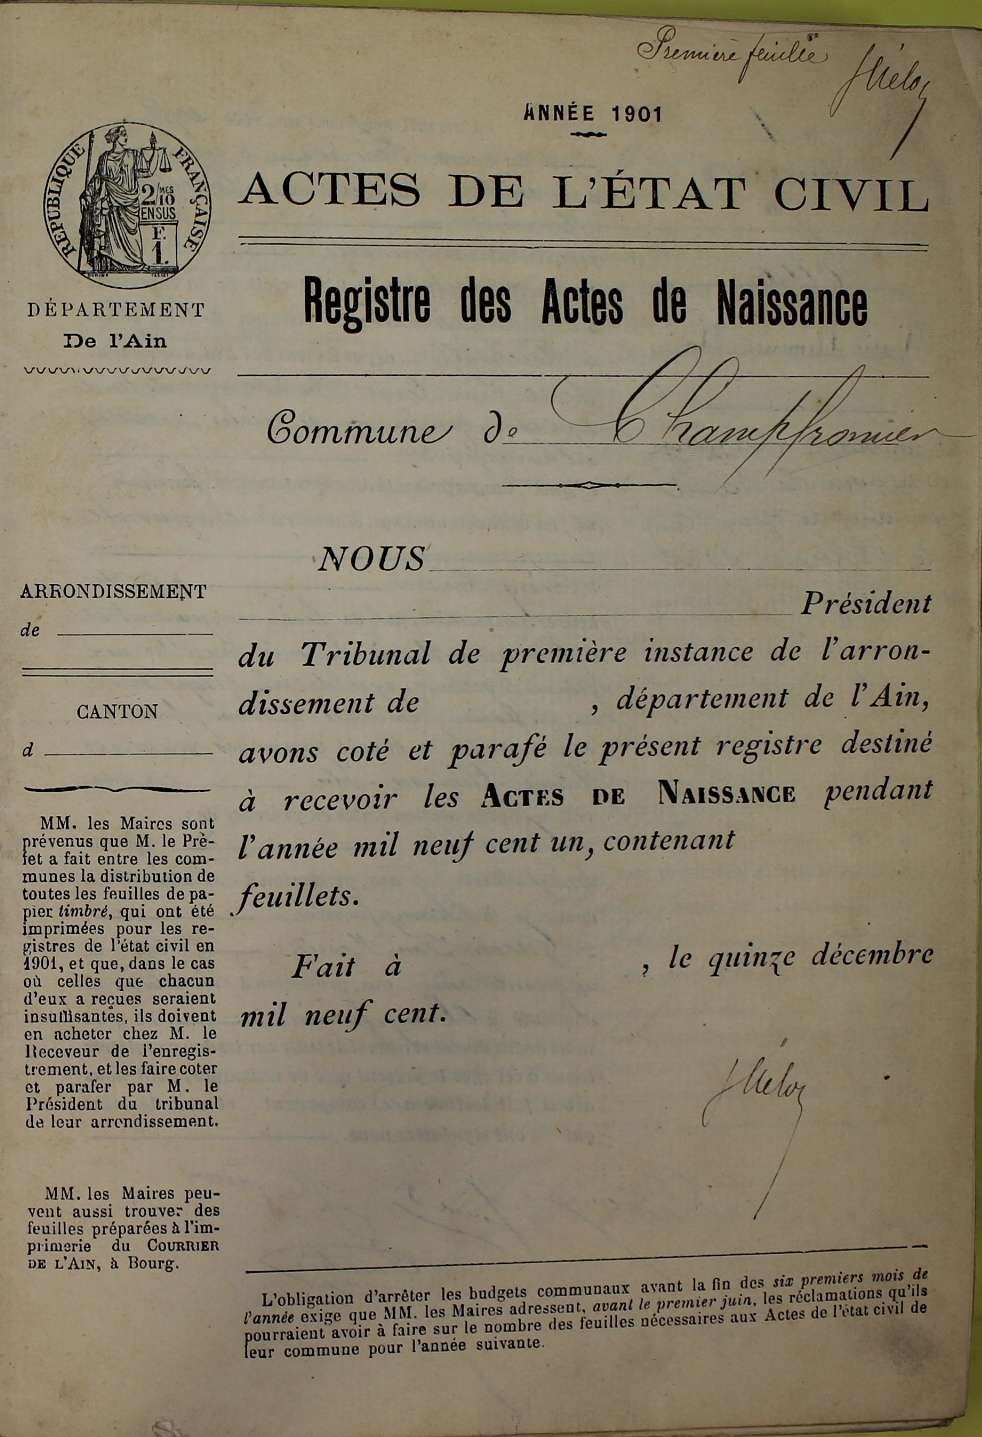 Première feuille
ANNÉE 1901
ACTES DE L'ÉTAT CIVIL
RÉPUBLIQUE FRANÇAISE
2/10 mes
EN SUS
F.
1.
DÉPARTEMENT
De l'Ain
Registre des Actes de Naissance
Commune de Champfromier
NOUS
Président
du Tribunal de première instance de l'arron-
dissement de , département de l'Ain,
avons coté et parafé le présent registre destiné
à recevoir les ACTES DE NAISSANCE pendant
l'année mil neuf cent un, contenant
feuillets.
Fait à , le quinze décembre
mil neuf cent.
ARRONDISSEMENT
de
CANTON
d
MM. les Maires sont
prévenus que M. le Prè-
fet a fait entre les com-
munes la distribution de
toutes les feuilles de pa-
pier timbré, qui ont été
imprimées pour les re-
gistres de l'état civil en
1901, et que, dans le cas
où celles que chacun
d'eux a reçues seraient
insuffisantes, ils doivent
en acheter chez M. le
Receveur de l'enregis-
trement, et les faire coter
et parafer par M. le
Président du tribunal
de leur arrondissement.
MM. les Maires peu-
vent aussi trouver des
feuilles préparées à l'im-
primerie du COURRIER
DE L'AIN, à Bourg.
L'obligation d'arrêter les budgets communaux avant la fin des six premiers mois de
l'année exige que MM. les Maires adressent, avant le premier juin, les réclamations qu'ils
pourraient avoir à faire sur le nombre des feuilles nécessaires aux Actes de l'état civil de
leur commune pour l'année suivante.